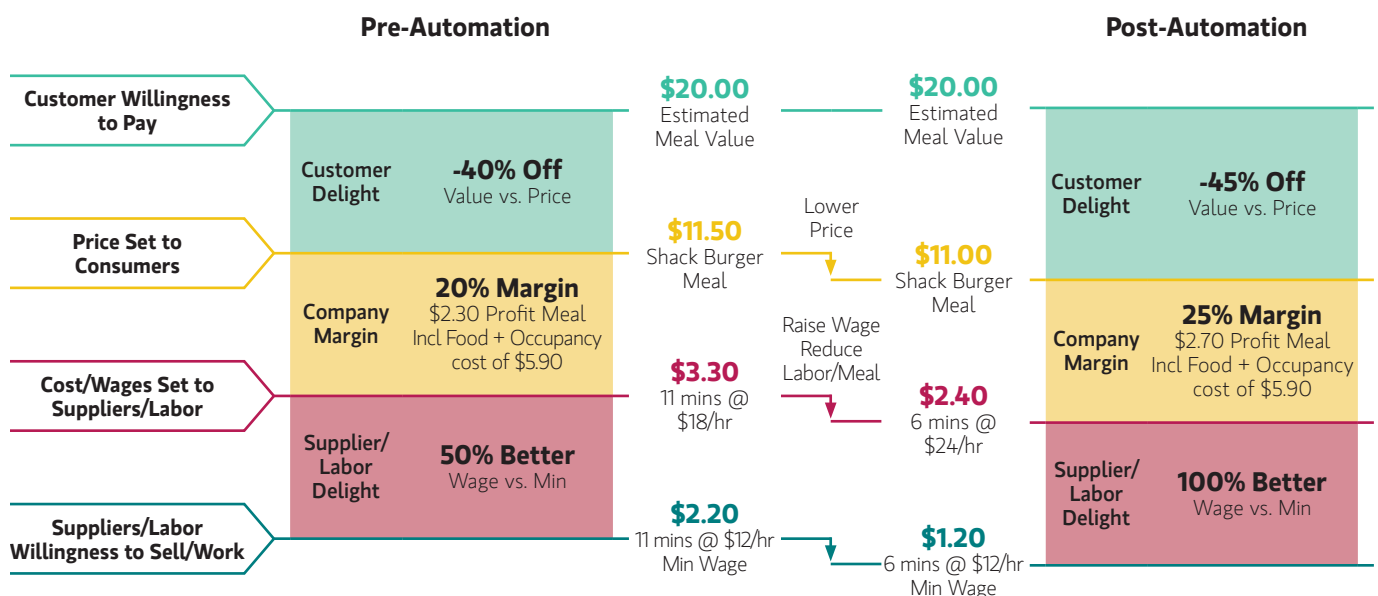 Pre-Automation
Post-Automation
Customer Willingness
to Pay
Price Set to
Consumers
Cost/Wages Set to
Suppliers/Labor
Suppliers/Labor
Willingness to Sell/Work
Customer
Delight
-40% Off
Value vs. Price
Company
Margin
20% Margin
$2.30 Profit Meal
Incl Food + Occupancy
cost of $5.90
Supplier/
Labor
Delight
50% Better
Wage vs. Min
$20.00
Estimated
Meal Value
$11.50
Shack Burger
Meal
$3.30
11 mins @
$18/hr
$2.20
11 mins @ $12/hr
Min Wage
Lower
Price
Raise Wage
Reduce
Labor/Meal
$20.00
Estimated
Meal Value
$11.00
Shack Burger
Meal
$2.40
6 mins @
$24/hr
$1.20
6 mins @ $12/hr
Min Wage
Customer
Delight
-45% Off
Value vs. Price
Company
Margin
25% Margin
$2.70 Profit Meal
Incl Food + Occupancy
cost of $5.90
Supplier/
Labor
Delight
100% Better
Wage vs. Min